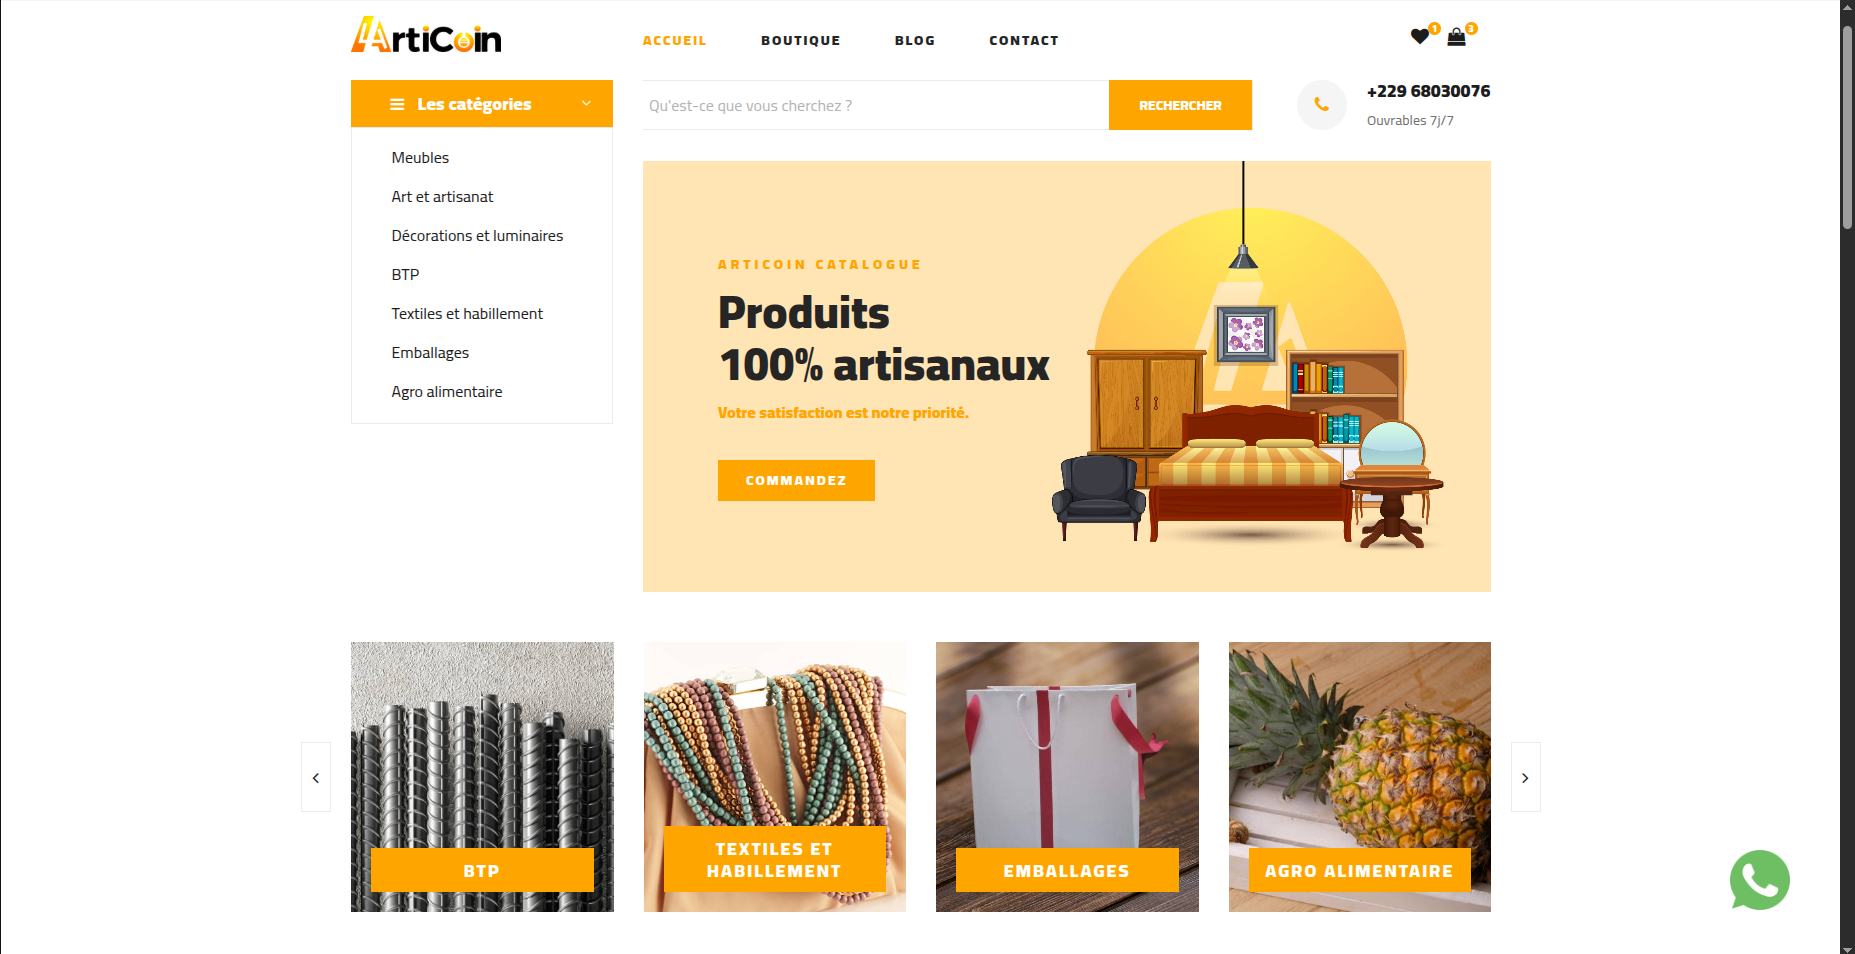 ArtiCoin
ACCUEIL
BOUTIQUE
BLOG
CONTACT
1
3
Les catégories
Qu'est-ce que vous cherchez ?
RECHERCHER
+229 68030076
Ouvrables 7j/7
Meubles
Art et artisanat
Décorations et luminaires
BTP
Textiles et habillement
Emballages
Agro alimentaire
ARTICOIN CATALOGUE
Produits
100% artisanaux
Votre satisfaction est notre priorité.
COMMANDEZ
BTP
TEXTILES ET
HABILLEMENT
EMBALLAGES
AGRO ALIMENTAIRE